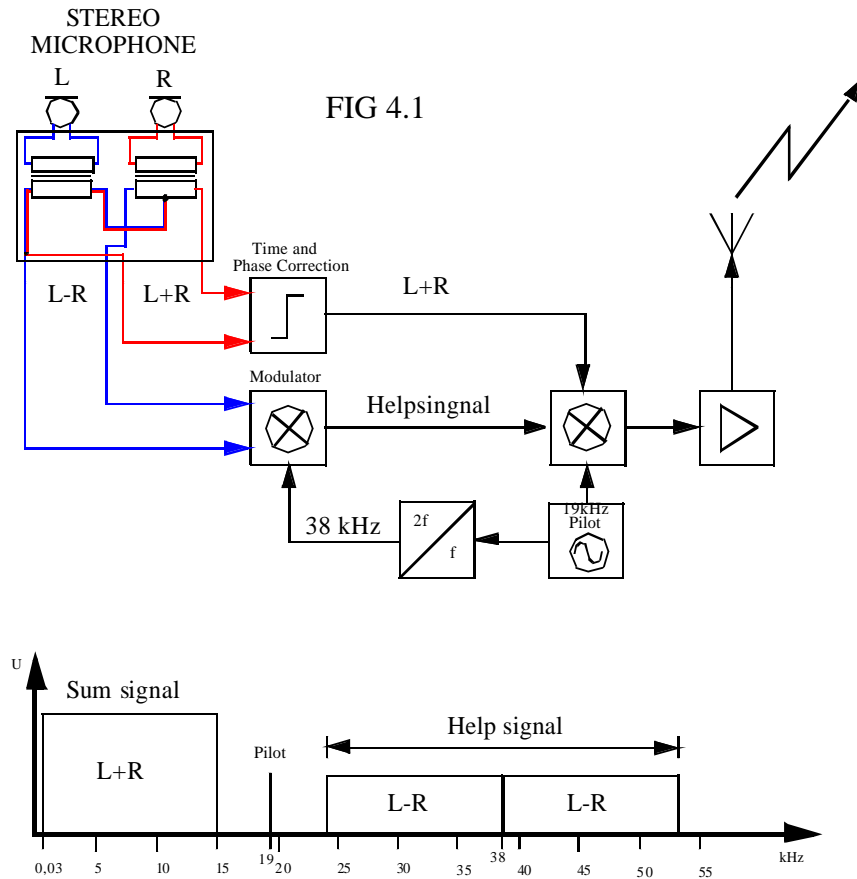 STEREO
MICROPHONE
L R
FIG 4.1
Time and
Phase Correction
L-R L+R
L+R
Modulator
Helpsingnal
38 kHz
2f
f
19kHz
Pilot
U
Sum signal
Pilot
Help signal
L+R
L-R L-R
0,03 5 10 15 19 20 25 30 35 38 40 45 50 55 kHz